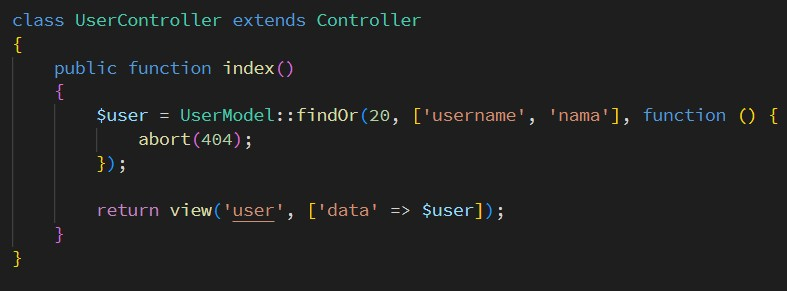 class UserController extends Controller
{
    public function index()
    {
        $user = UserModel::findOr(20, ['username', 'nama'], function () {
            abort(404);
        });
        return view('user', ['data' => $user]);
    }
}